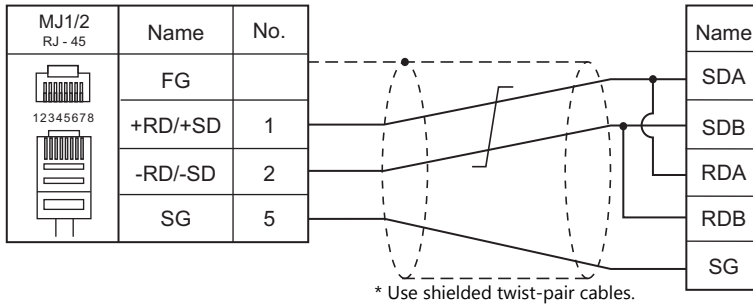 MJ1/2
RJ - 45
Name No.
FG
12345678
+RD/+SD 1
-RD/-SD 2
SG 5
Name
SDA
SDB
RDA
RDB
SG
* Use shielded twist-pair cables.